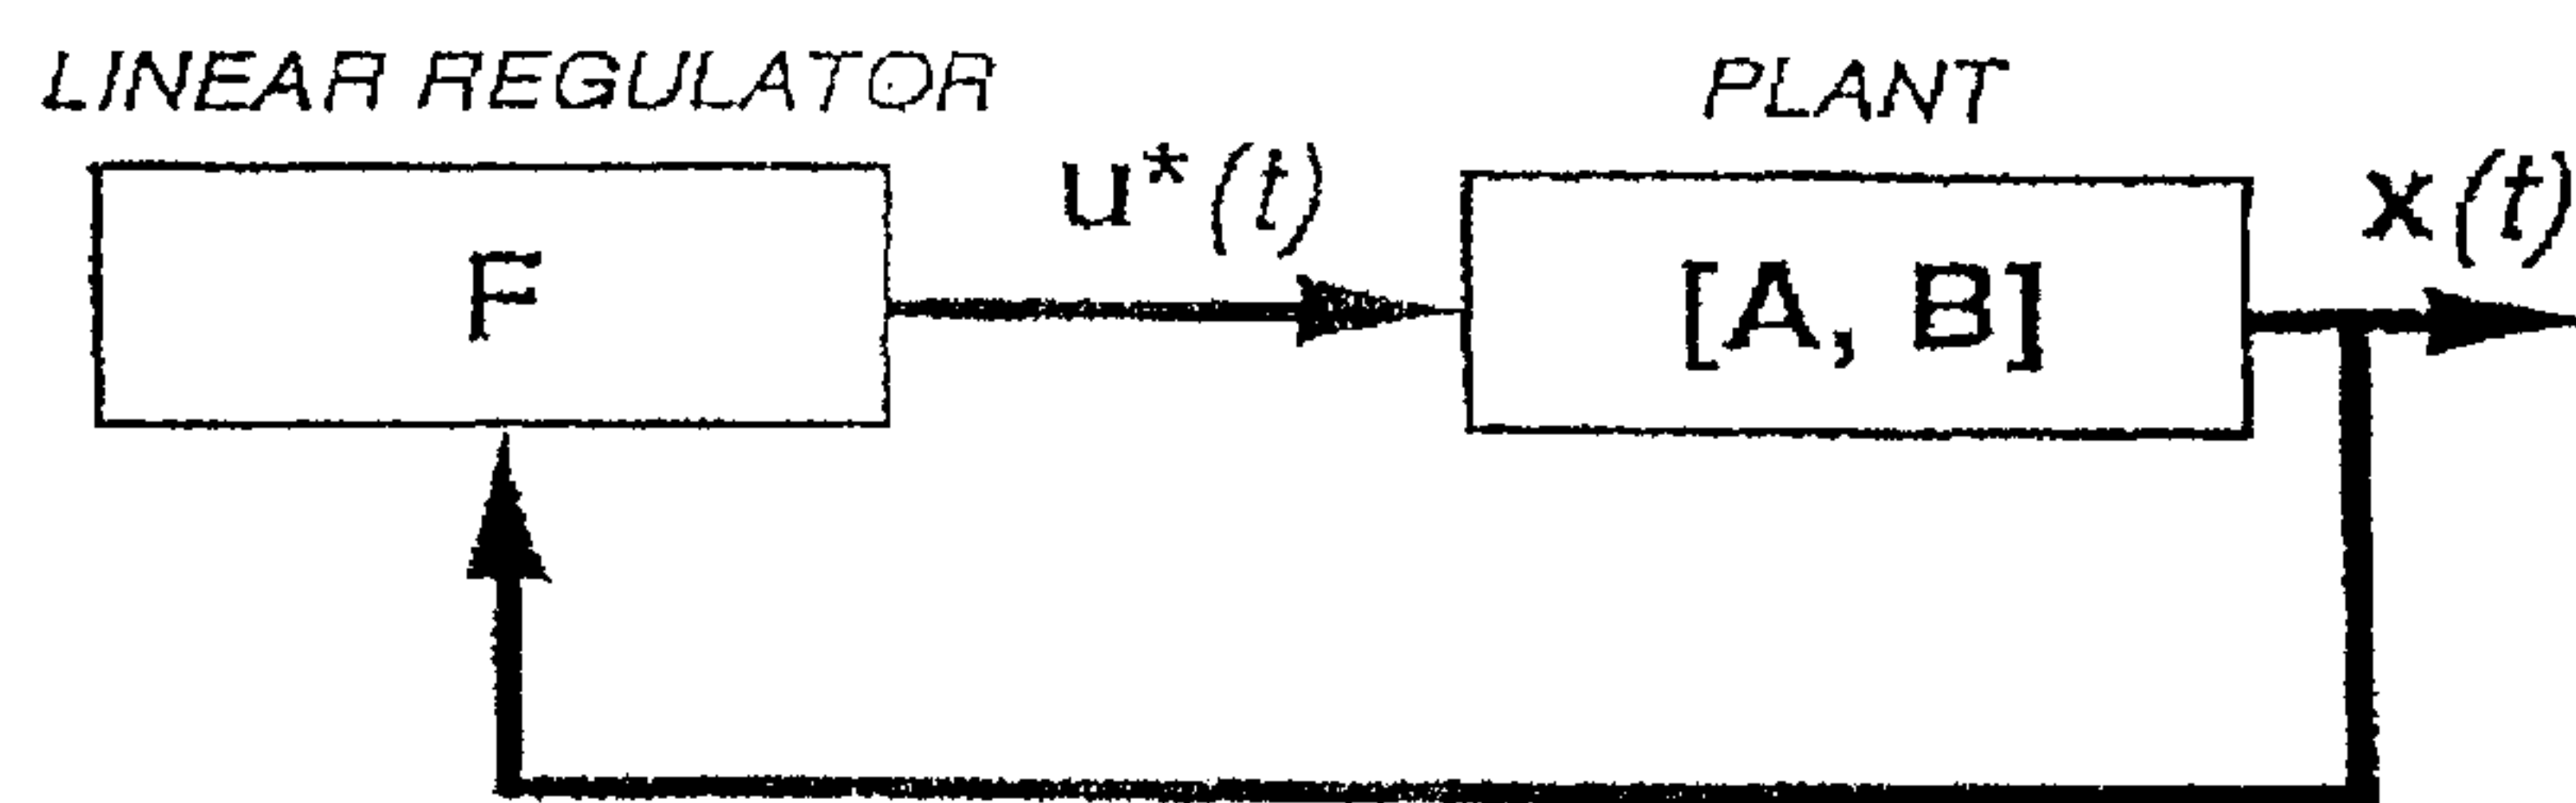 LINEAR REGULATOR
PLANT
u*(t)
x(t)
F
[A, B]